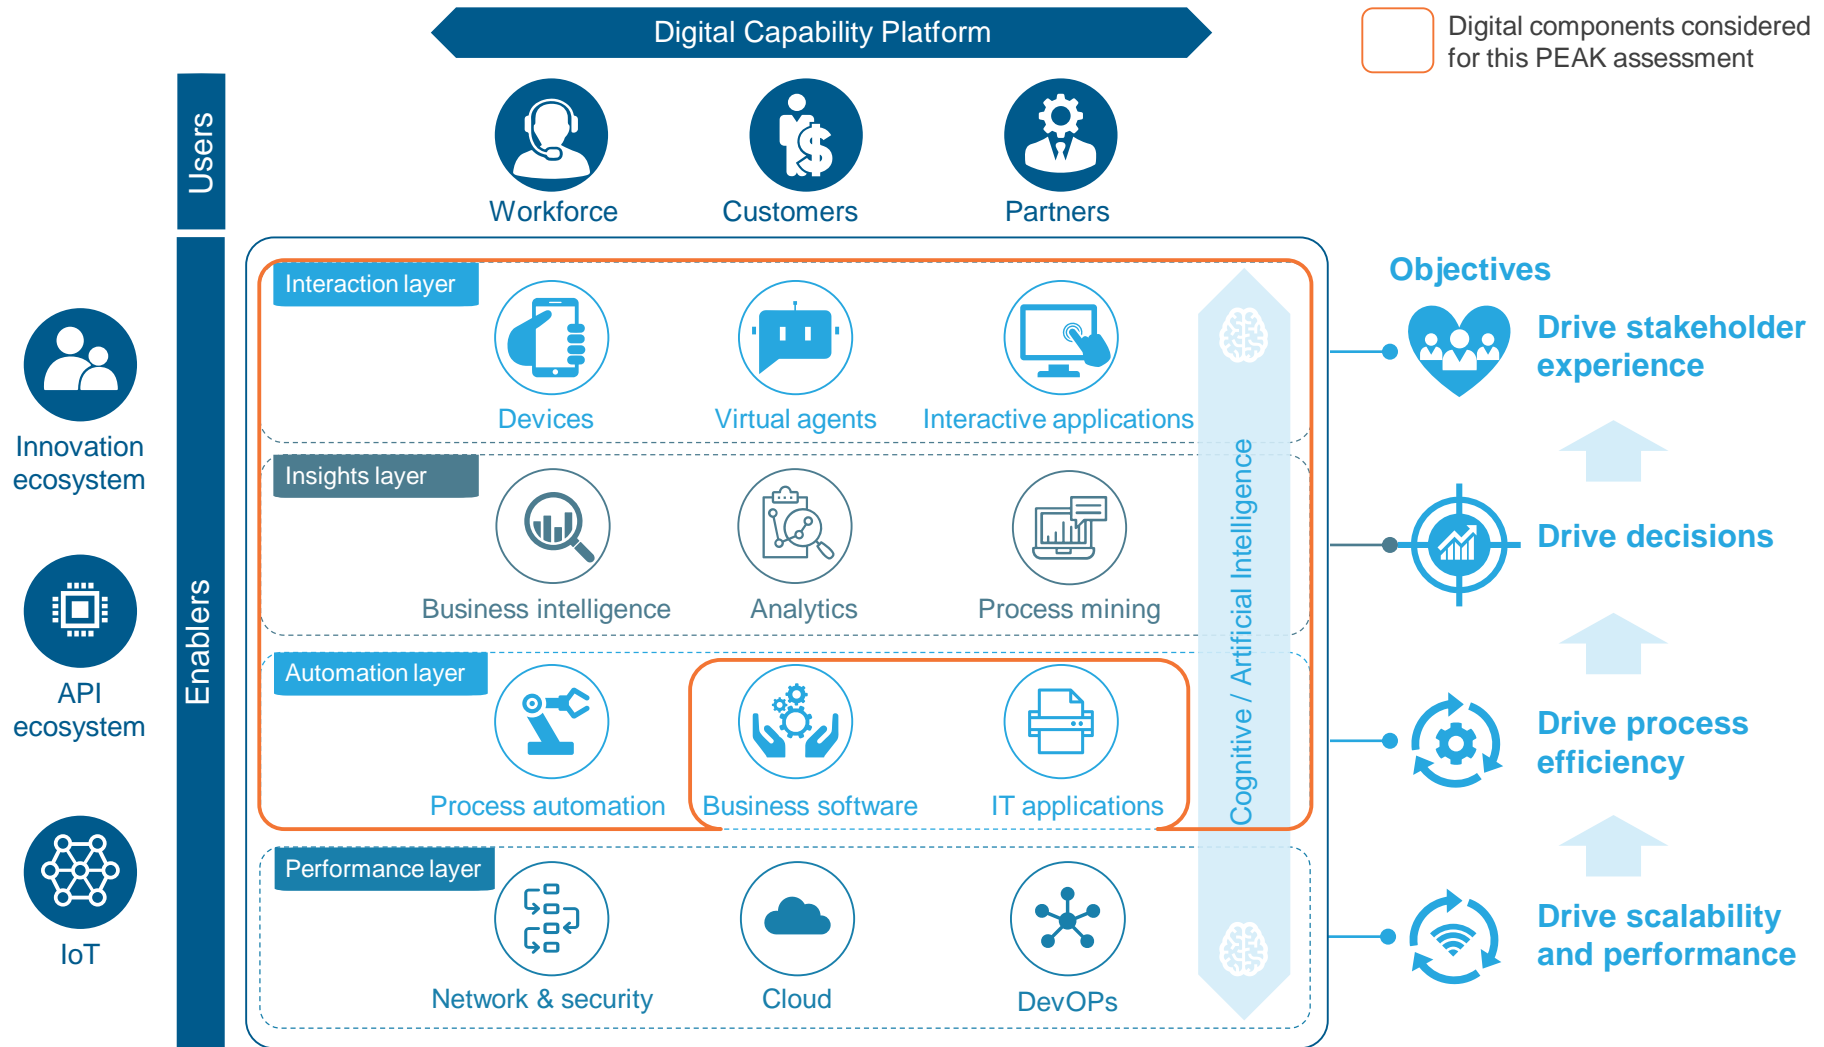 Digital Capability Platform
Digital components considered
for this PEAK assessment
Users
Workforce
Customers
Partners
Enablers
Innovation
ecosystem
API
ecosystem
IoT
Interaction layer
Devices
Virtual agents
Interactive applications
Insights layer
Business intelligence
Analytics
Process mining
Automation layer
Process automation
Business software
IT applications
Performance layer
Network & security
Cloud
DevOPs
Cognitive / Artificial Intelligence
Objectives
Drive stakeholder
experience
Drive decisions
Drive process
efficiency
Drive scalability
and performance